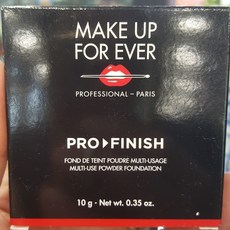 MAKE UP
FOR EVER
PROFESSIONAL – PARIS
PRO▸FINISH
FOND DE TEINT POUDRE MULTI-USAGE
MULTI-USE POWDER FOUNDATION
10 g - Net wt. 0.35 oz.